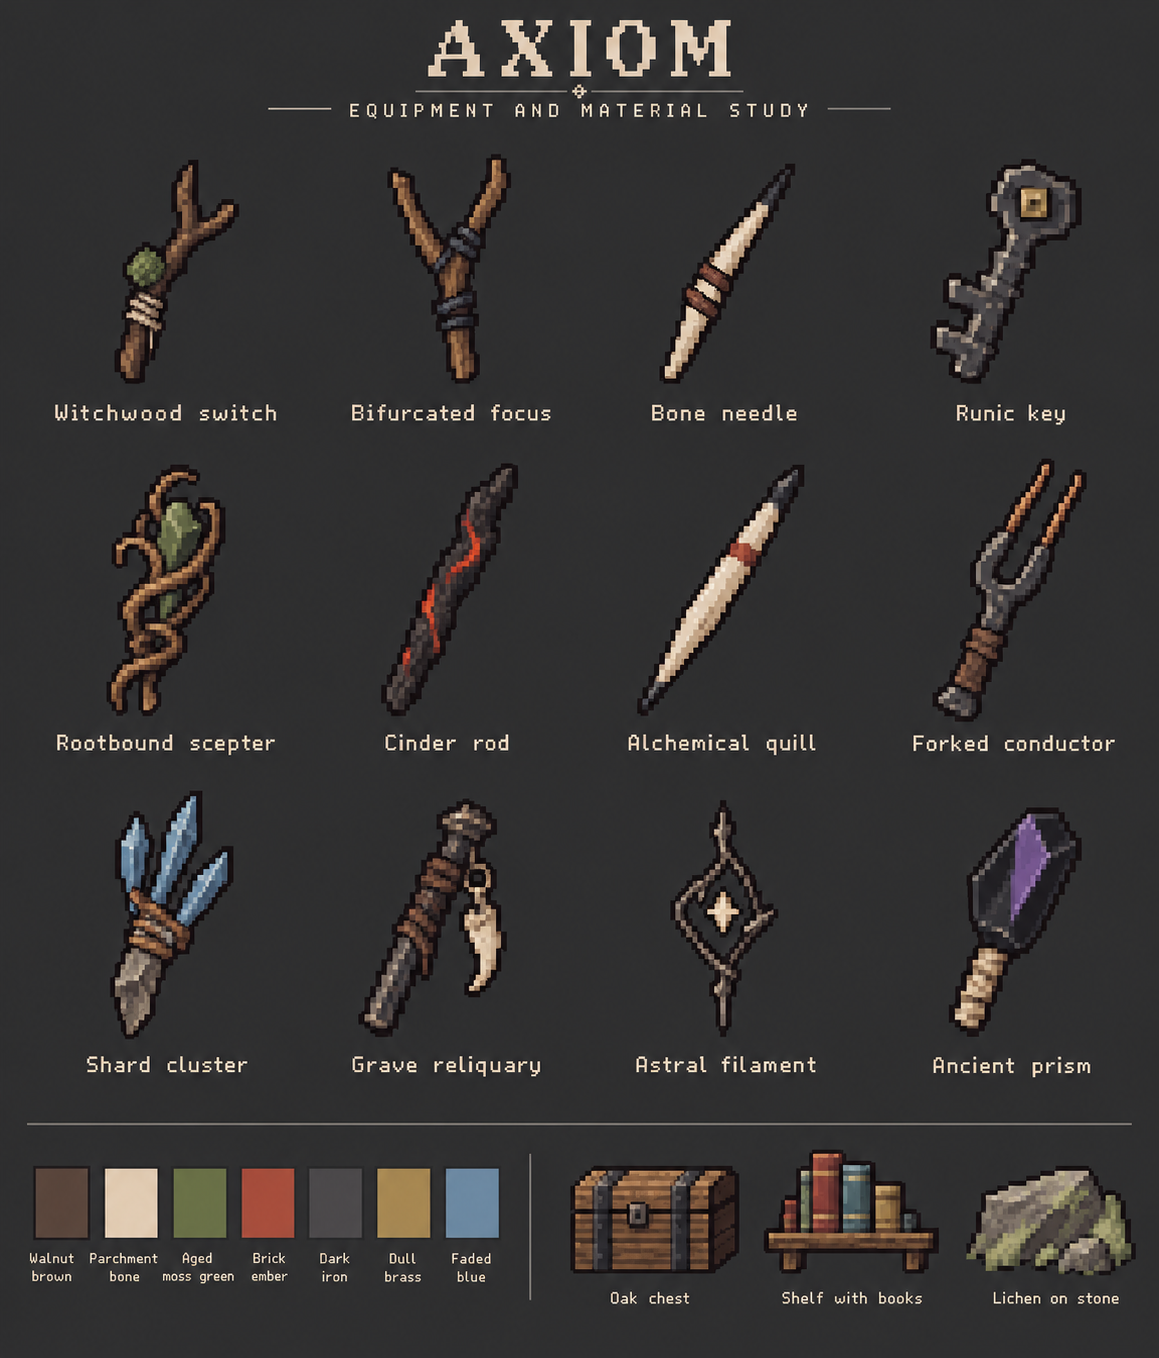 AXIOM
EQUIPMENT AND MATERIAL STUDY
Witchwood switch
Bifurcated focus
Bone needle
Runic key
Rootbound scepter
Cinder rod
Alchemical quill
Forked conductor
Shard cluster
Grave reliquary
Astral filament
Ancient prism
Walnut
brown
Parchment
bone
Aged
moss green
Brick
ember
Dark
iron
Dull
brass
Faded
blue
Oak chest
Shelf with books
Lichen on stone